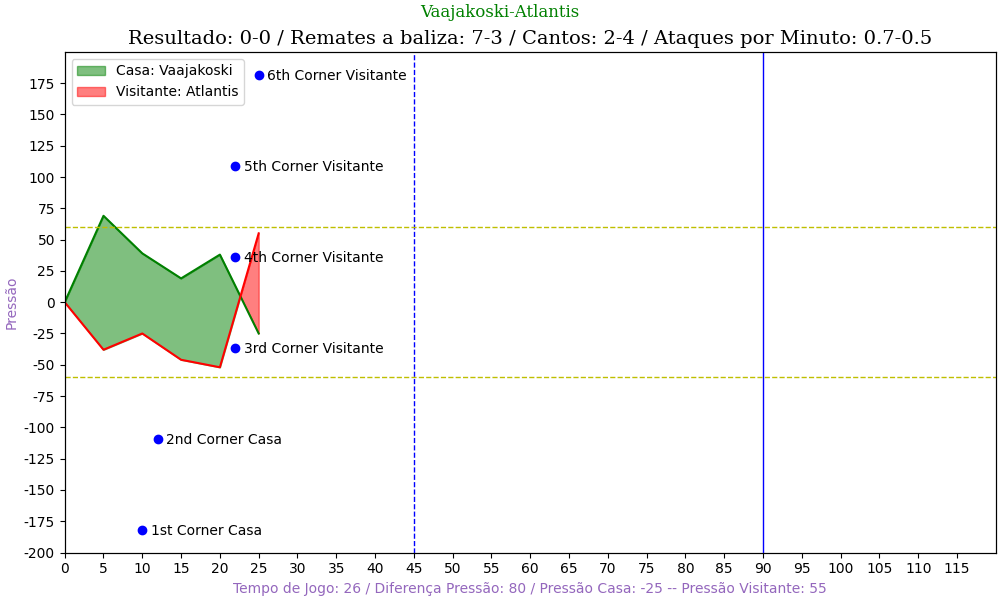 Vaajakoski-Atlantis
Resultado: 0-0 / Remates a baliza: 7-3 / Cantos: 2-4 / Ataques por Minuto: 0.7-0.5
Casa: Vaajakoski
Visitante: Atlantis
6th Corner Visitante
5th Corner Visitante
4th Corner Visitante
3rd Corner Visitante
2nd Corner Casa
1st Corner Casa
Pressão
175
150
125
100
75
50
25
0
-25
-50
-75
-100
-125
-150
-175
-200
0 5 10 15 20 25 30 35 40 45 50 55 60 65 70 75 80 85 90 95 100 105 110 115
Tempo de Jogo: 26 / Diferença Pressão: 80 / Pressão Casa: -25 -- Pressão Visitante: 55